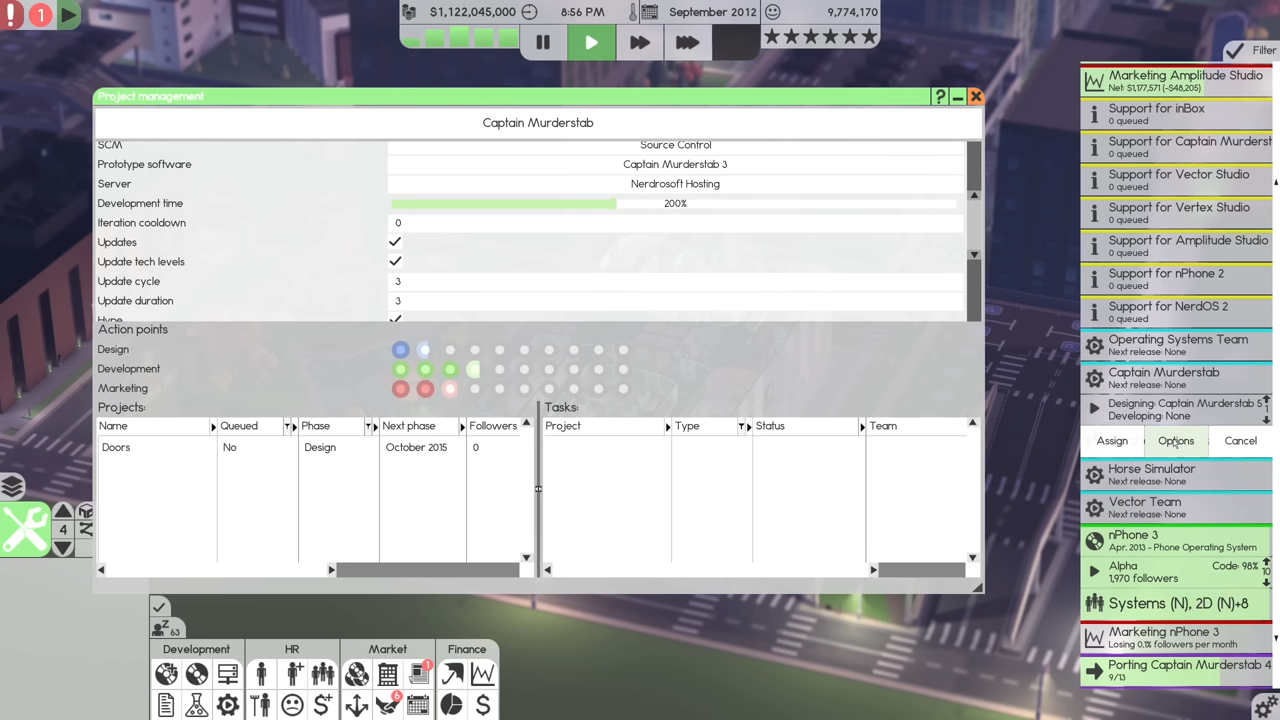 1
$1,122,045,000
8:56 PM
September 2012
9,774,170
Filter
Project management
?
Captain Murderstab
SCM
Source Control
Prototype software
Captain Murderstab 3
Server
Nerdrosoft Hosting
Development time
200%
Iteration cooldown
0
Updates
Update tech levels
Update cycle
3
Update duration
3
Hype
Action points
Design
Development
Marketing
Projects:
Name Queued Phase Next phase Followers
Doors No Design October 2015 0
Tasks:
Project Type Status Team
Marketing Amplitude Studio
Net: $1,177,571 (-$48,205)
Support for inBox
0 queued
Support for Captain Murderst
0 queued
Support for Vector Studio
0 queued
Support for Vertex Studio
0 queued
Support for Amplitude Studio
0 queued
Support for nPhone 2
0 queued
Support for NerdOS 2
0 queued
Operating Systems Team
Next release: None
Captain Murderstab
Next release: None
Designing: Captain Murderstab 5
Developing: None
1
Assign Options Cancel
Horse Simulator
Next release: None
Vector Team
Next release: None
nPhone 3
Apr. 2013 - Phone Operating System
Alpha Code: 98%
1,970 followers
10
Systems (N), 2D (N)+8
Marketing nPhone 3
Losing 0.1% followers per month
Porting Captain Murderstab 4
9/13
4
63
Development HR Market Finance
1
6